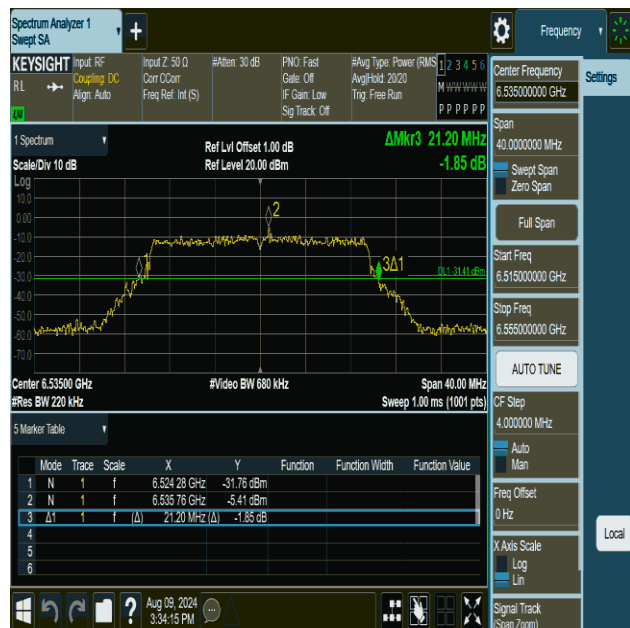 Spectrum Analyzer 1
Swept SA
+
Frequency
KEYSIGHT
RL
Input: RF
Coupling: DC
Align: Auto
Input Z: 50 Ω
Corr CCorr
Freq Ref: Int (S)
#Atten: 30 dB
PNO: Fast
Gate: Off
IF Gain: Low
Sig Track: Off
#Avg Type: Power (RMS
Avg|Hold: 20/20
Trig: Free Run
1 2 3 4 5 6
M W W W W W
P P P P P P
1 Spectrum
Scale/Div 10 dB
Ref Lvl Offset 1.00 dB
Ref Level 20.00 dBm
ΔMkr3 21.20 MHz
-1.85 dB
Log
10.0
0.00
-10.0
-20.0
-30.0
-40.0
-50.0
-60.0
-70.0
1
2
3Δ1
DL1 -31.41 dBm
Center 6.53500 GHz
#Res BW 220 kHz
#Video BW 680 kHz
Span 40.00 MHz
Sweep 1.00 ms (1001 pts)
5 Marker Table
Mode Trace Scale X Y Function Function Width Function Value
1 N 1 f 6.524 28 GHz -31.76 dBm
2 N 1 f 6.535 76 GHz -5.41 dBm
3 Δ1 1 f (Δ) 21.20 MHz (Δ) -1.85 dB
4
5
6
Aug 09, 2024
3:34:15 PM
?
Center Frequency
6.535000000 GHz
Settings
Span
40.0000000 MHz
Swept Span
Zero Span
Full Span
Start Freq
6.515000000 GHz
Stop Freq
6.555000000 GHz
AUTO TUNE
CF Step
4.000000 MHz
Auto
Man
Freq Offset
0 Hz
X Axis Scale
Log
Lin
Local
Signal Track
(Span Zoom)